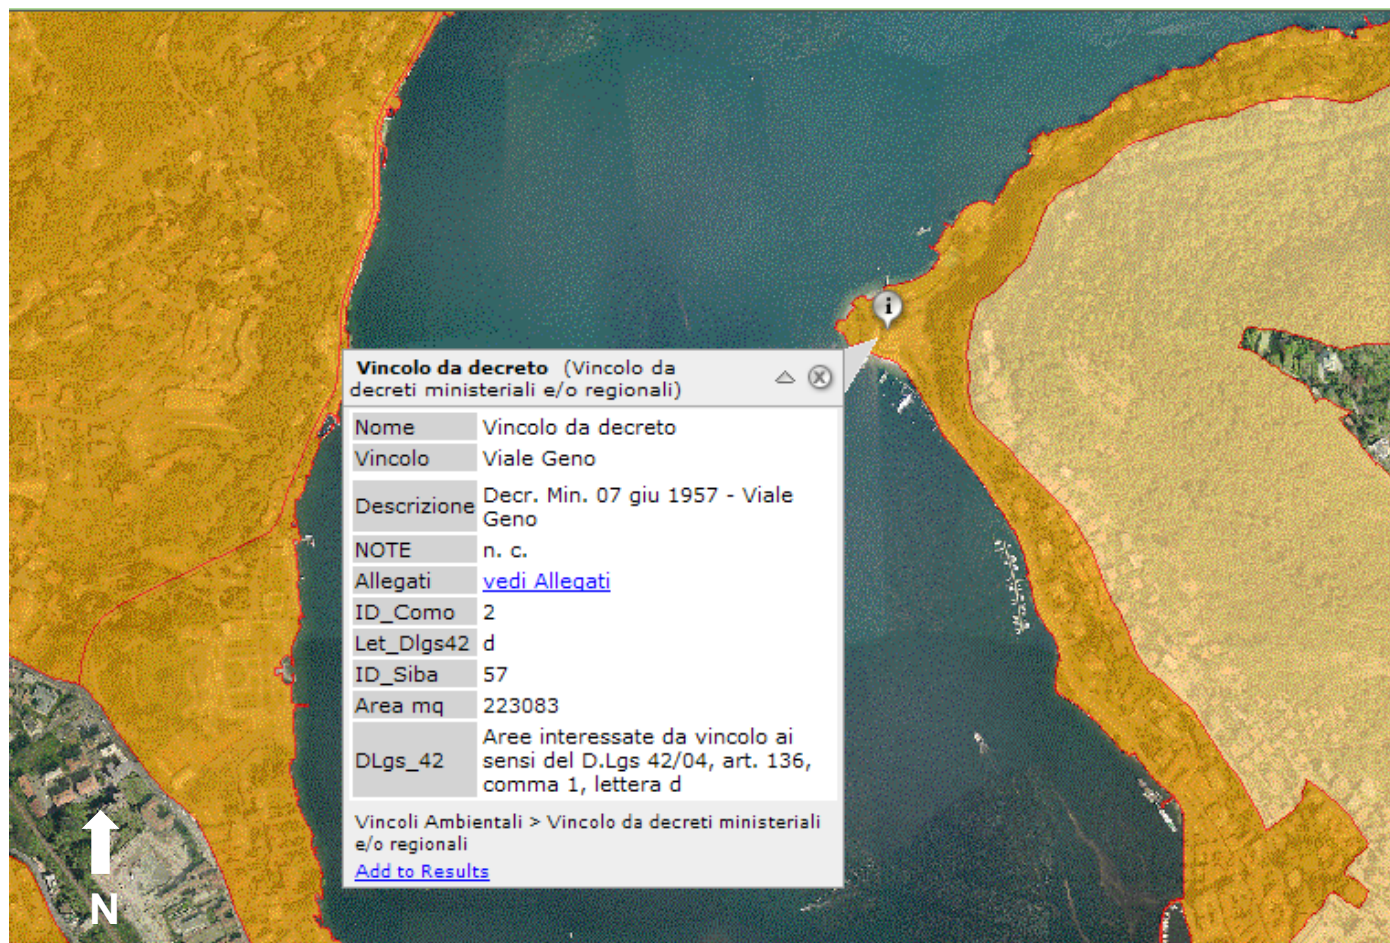 Vincolo da decreto (Vincolo da
decreti ministeriali e/o regionali)
Nome Vincolo da decreto
Vincolo Viale Geno
Descrizione Decr. Min. 07 giu 1957 - Viale
Geno
NOTE n. c.
Allegati vedi Allegati
ID_Como 2
Let_Dlgs42 d
ID_Siba 57
Area mq 223083
DLgs_42 Aree interessate da vincolo ai
sensi del D.Lgs 42/04, art. 136,
comma 1, lettera d
Vincoli Ambientali > Vincolo da decreti ministeriali
e/o regionali
Add to Results
i
N